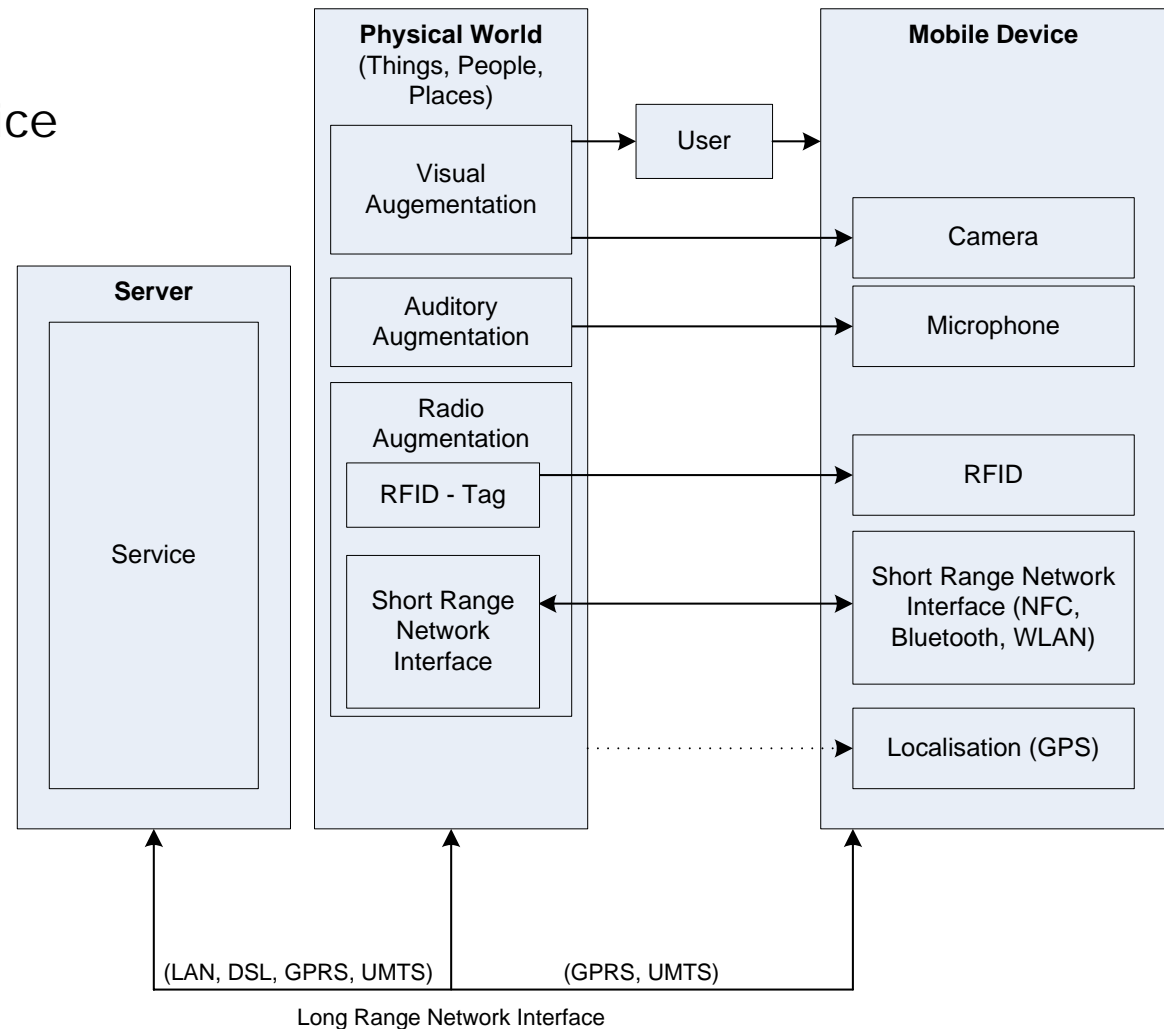 ce
Physical World
(Things, People,
Places)
Visual
Augementation
Auditory
Augmentation
Radio
Augmentation
RFID - Tag
Short Range
Network
Interface
User
Mobile Device
Camera
Microphone
RFID
Short Range Network
Interface (NFC,
Bluetooth, WLAN)
Localisation (GPS)
Server
Service
(LAN, DSL, GPRS, UMTS)
(GPRS, UMTS)
Long Range Network Interface